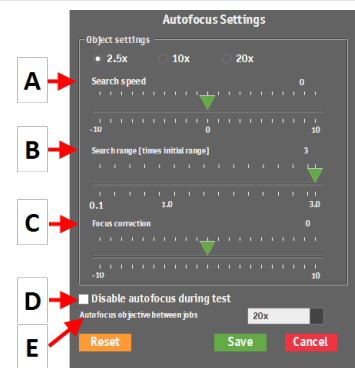 Autofocus Settings
Object settings
2.5x 10x 20x
A Search speed 0
-10 0 10
B Search range [times initial range] 3
0.1 1.0 3.0
C Focus correction 0
-10 10
D Disable autofocus during test
E Autofocus objective between jobs 20x
Reset Save Cancel